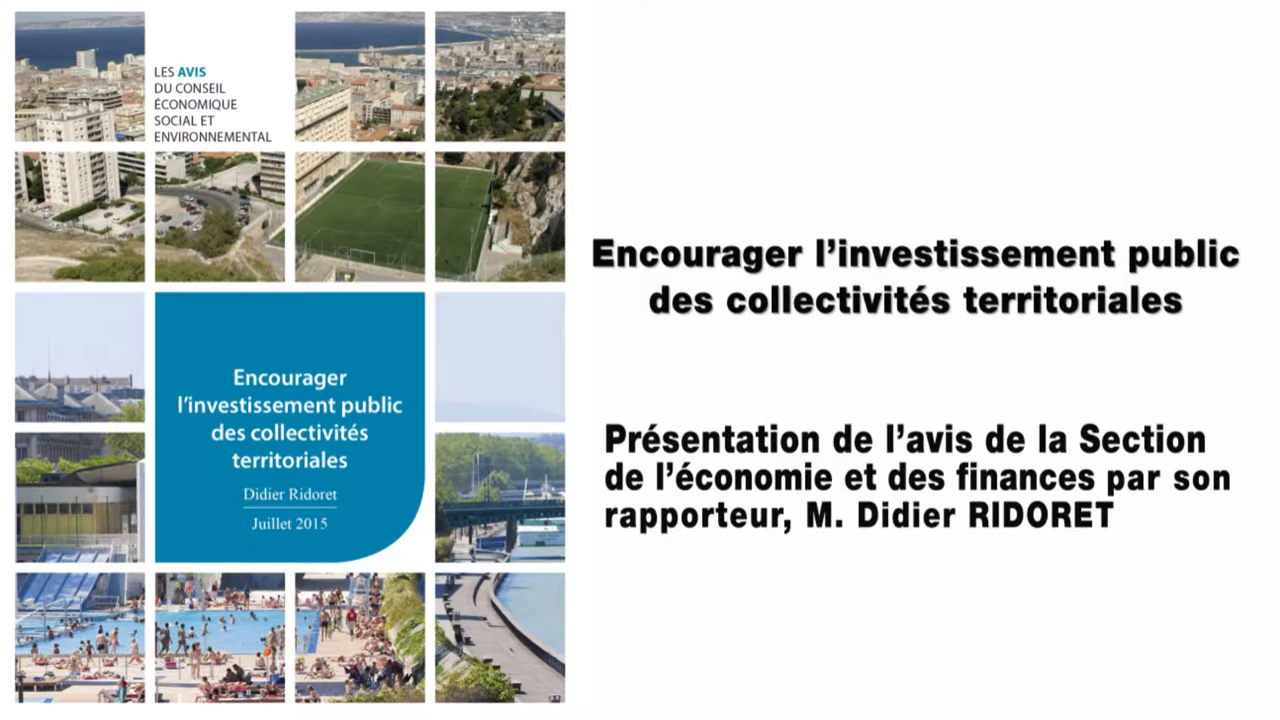 LES AVIS
DU CONSEIL
ÉCONOMIQUE
SOCIAL ET
ENVIRONNEMENTAL
Encourager
l'investissement public
des collectivités
territoriales
Didier Ridoret
Juillet 2015
Encourager l'investissement public
des collectivités territoriales
Présentation de l'avis de la Section
de l'économie et des finances par son
rapporteur, M. Didier RIDORET